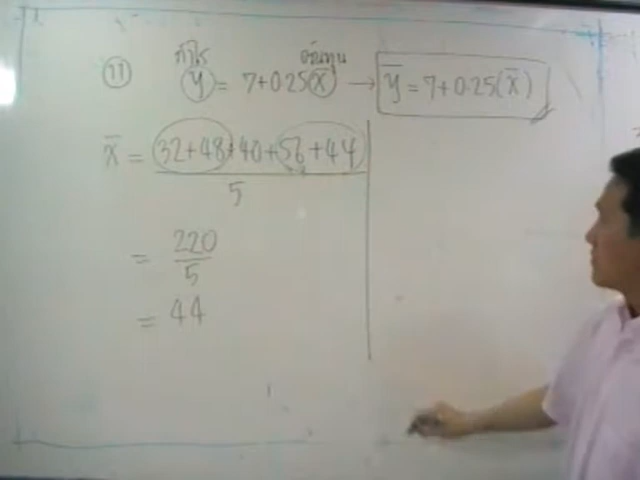 กำไร ต้นทุน
11 y = 7+0.25(x) → ȳ = 7+0.25(x̄)
x̄ = 32+48+40+56+44
5
= 220
5
= 44